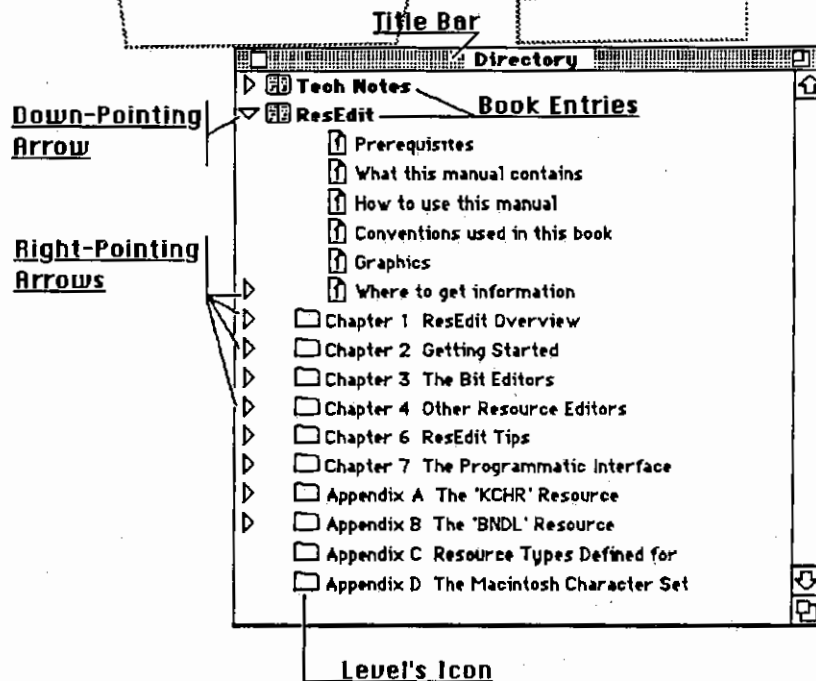 Title Bar
Directory
Tech Notes
Book Entries
Down-Pointing
Arrow
ResEdit
Prerequisites
What this manual contains
How to use this manual
Conventions used in this book
Graphics
Right-Pointing
Arrows
Where to get information
Chapter 1 ResEdit Overview
Chapter 2 Getting Started
Chapter 3 The Bit Editors
Chapter 4 Other Resource Editors
Chapter 6 ResEdit Tips
Chapter 7 The Programmatic Interface
Appendix A The 'KCHR' Resource
Appendix B The 'BNDL' Resource
Appendix C Resource Types Defined for
Appendix D The Macintosh Character Set
Level's Icon